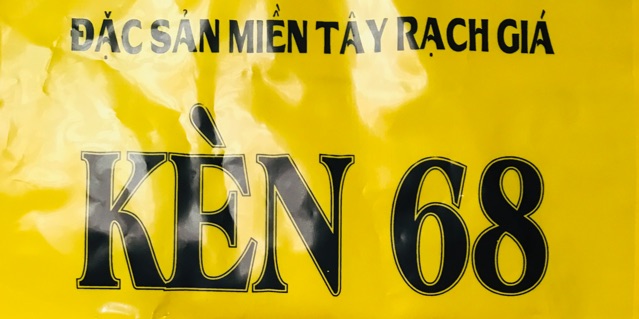 ĐẶC SẢN MIỀN TÂY RẠCH GIÁ
KÈN 68